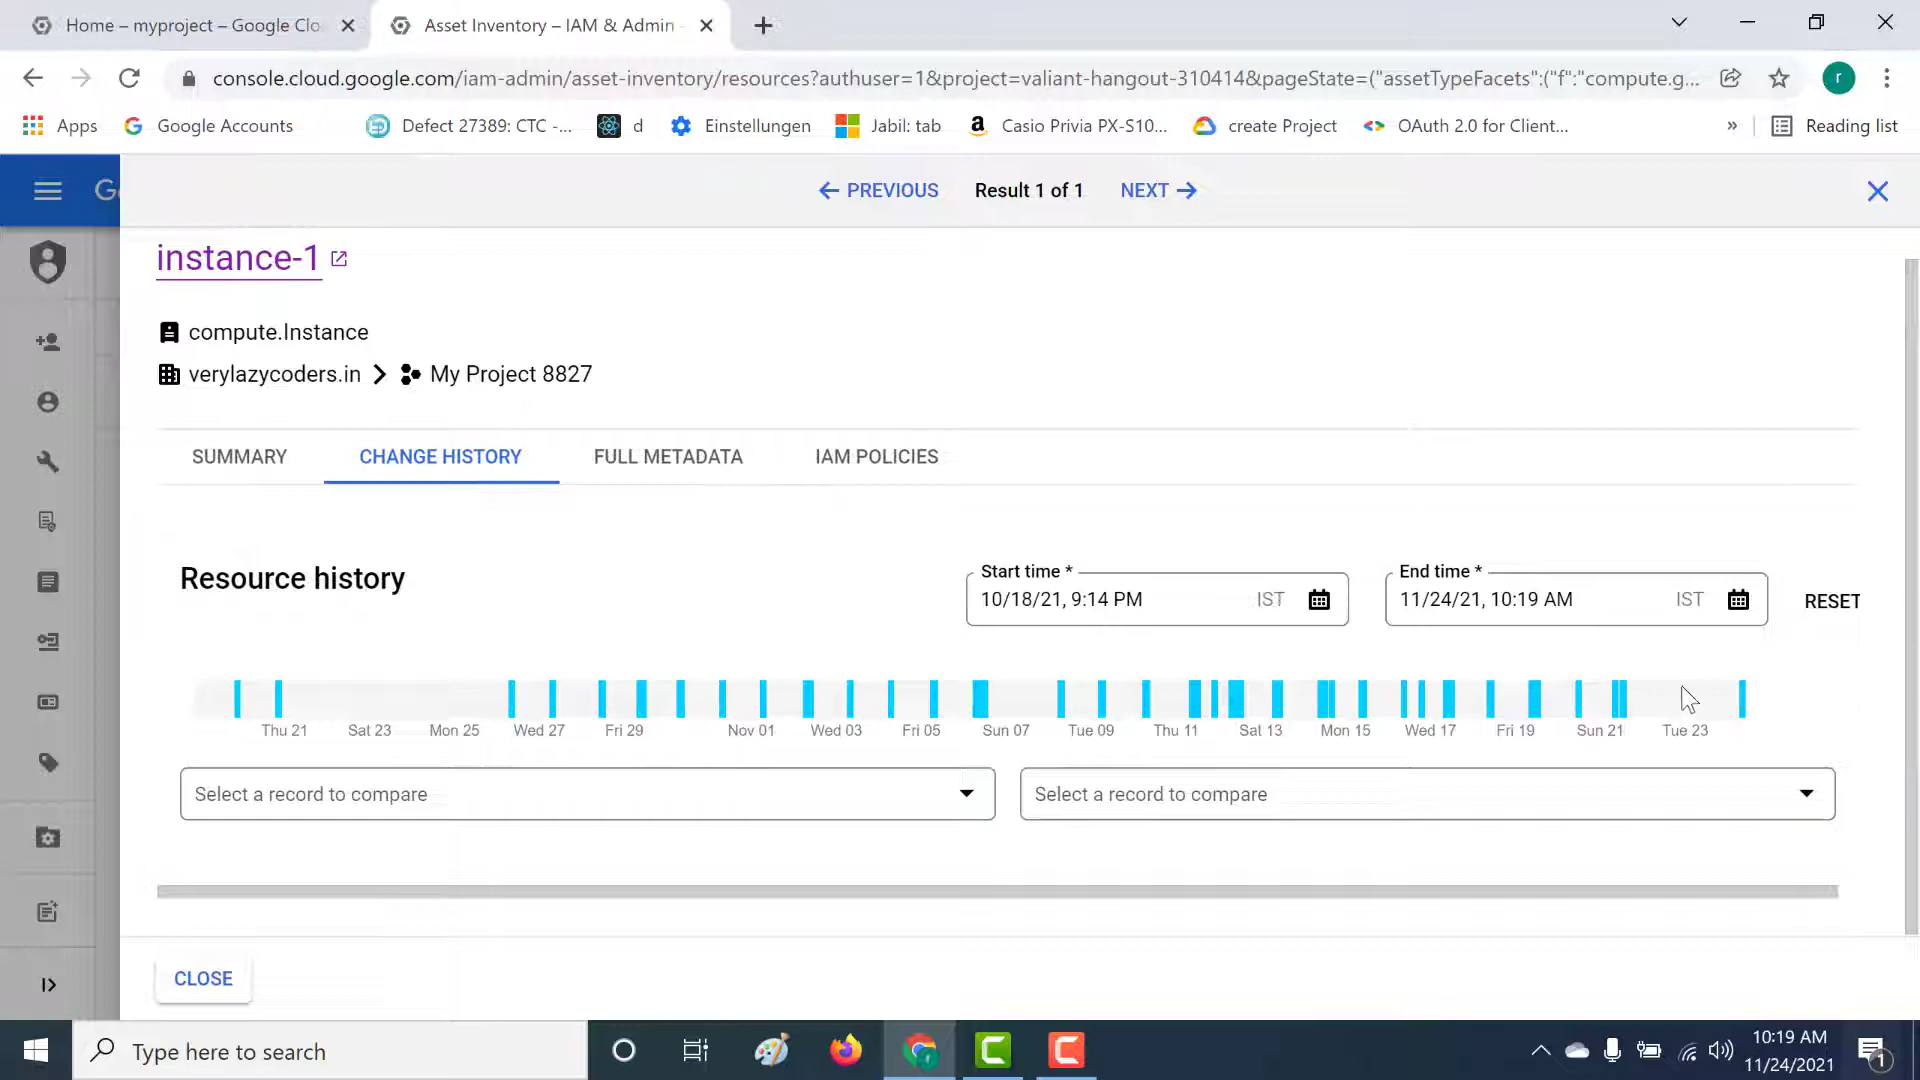 Home – myproject – Google Clo
Asset Inventory – IAM & Admin -
console.cloud.google.com/iam-admin/asset-inventory/resources?authuser=1&project=valiant-hangout-310414&pageState=("assetTypeFacets":("f":"compute.g...
r
Apps
Google Accounts
Defect 27389: CTC -...
d
Einstellungen
Jabil: tab
Casio Privia PX-S10...
create Project
OAuth 2.0 for Client...
»
Reading list
PREVIOUS
Result 1 of 1
NEXT
instance-1
compute.Instance
verylazycoders.in
My Project 8827
SUMMARY
CHANGE HISTORY
FULL METADATA
IAM POLICIES
Resource history
Start time *
10/18/21, 9:14 PM IST
End time *
11/24/21, 10:19 AM IST
RESET
Thu 21 Sat 23 Mon 25 Wed 27 Fri 29 Nov 01 Wed 03 Fri 05 Sun 07 Tue 09 Thu 11 Sat 13 Mon 15 Wed 17 Fri 19 Sun 21 Tue 23
Select a record to compare
Select a record to compare
CLOSE
Type here to search
10:19 AM
11/24/2021
1